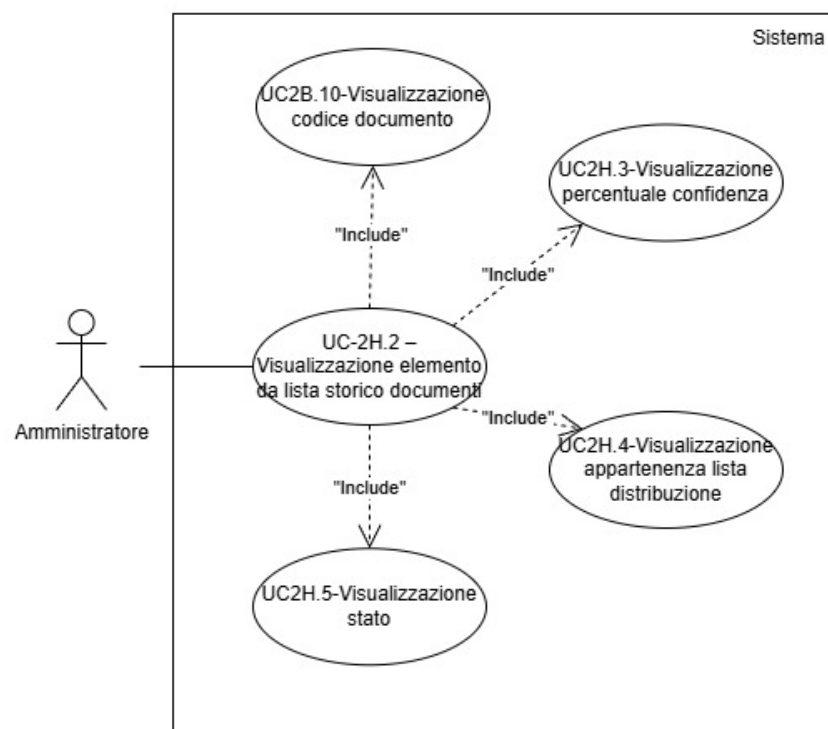 Sistema
UC2B.10-Visualizzazione
codice documento
UC2H.3-Visualizzazione
percentuale confidenza
"Include"
"Include"
UC-2H.2 –
Visualizzazione elemento
da lista storico documenti
Amministratore
"Include"
UC2H.4-Visualizzazione
appartenenza lista
distribuzione
"Include"
UC2H.5-Visualizzazione
stato